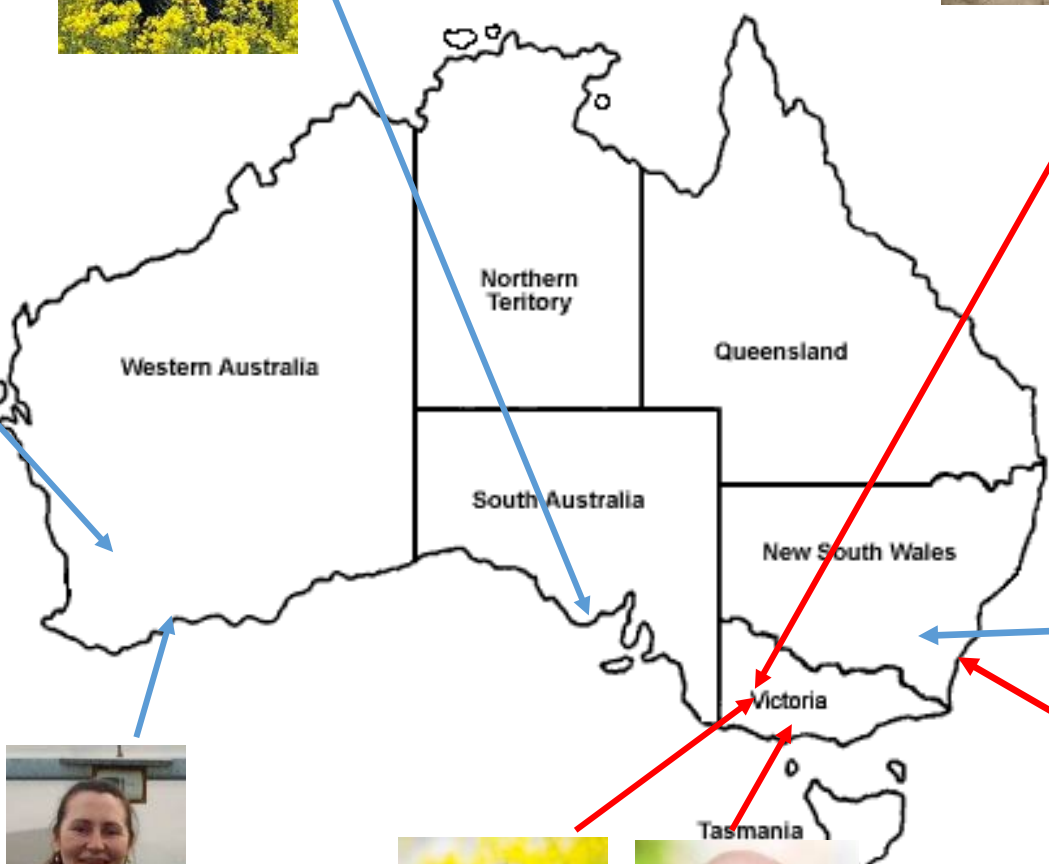 Northern
Teritory
Queensland
Western Australia
South Australia
New South Wales
Victoria
Tasmania